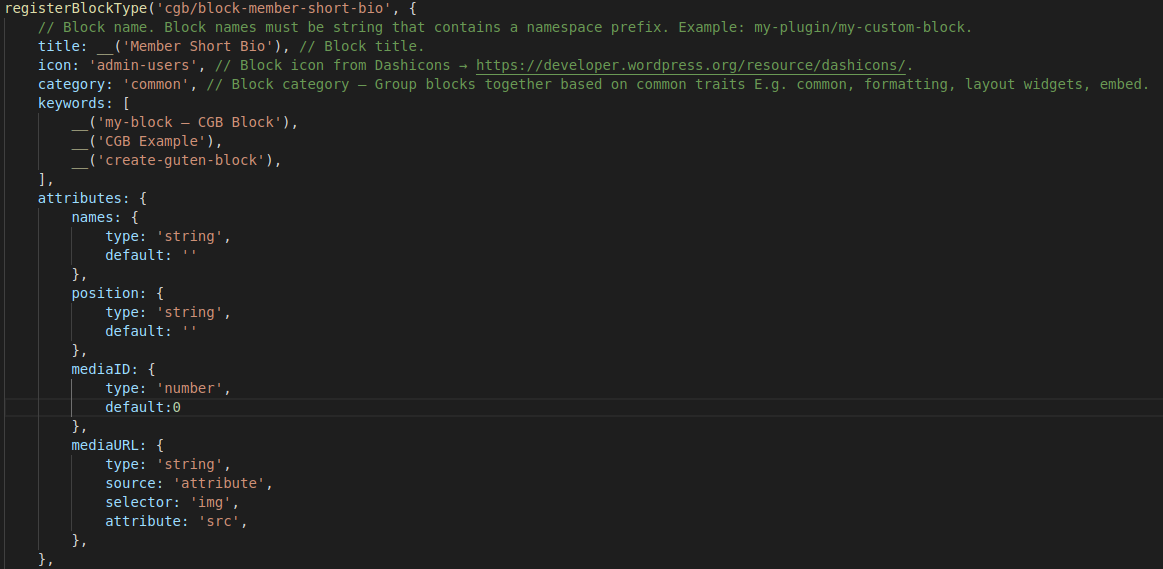 registerBlockType('cgb/block-member-short-bio', {
    // Block name. Block names must be string that contains a namespace prefix. Example: my-plugin/my-custom-block.
    title: __('Member Short Bio'), // Block title.
    icon: 'admin-users', // Block icon from Dashicons → https://developer.wordpress.org/resource/dashicons/.
    category: 'common', // Block category — Group blocks together based on common traits E.g. common, formatting, layout widgets, embed.
    keywords: [
        __('my-block — CGB Block'),
        __('CGB Example'),
        __('create-guten-block'),
    ],
    attributes: {
        names: {
            type: 'string',
            default: ''
        },
        position: {
            type: 'string',
            default: ''
        },
        mediaID: {
            type: 'number',
            default:0
        },
        mediaURL: {
            type: 'string',
            source: 'attribute',
            selector: 'img',
            attribute: 'src',
        },
    },